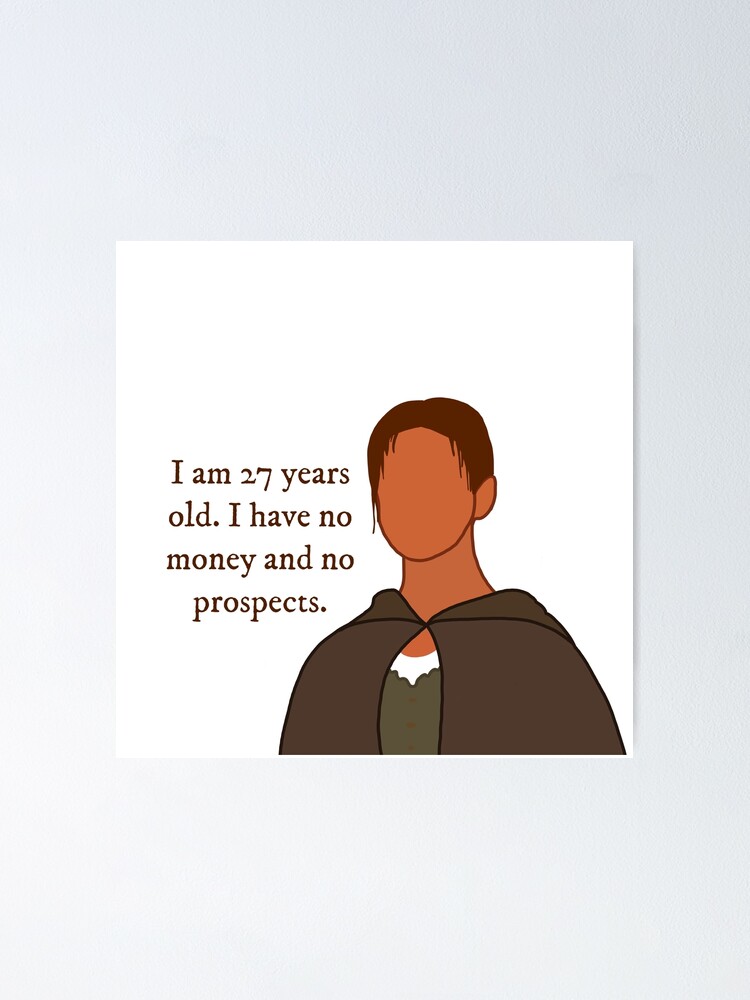 I am 27 years
old. I have no
money and no
prospects.